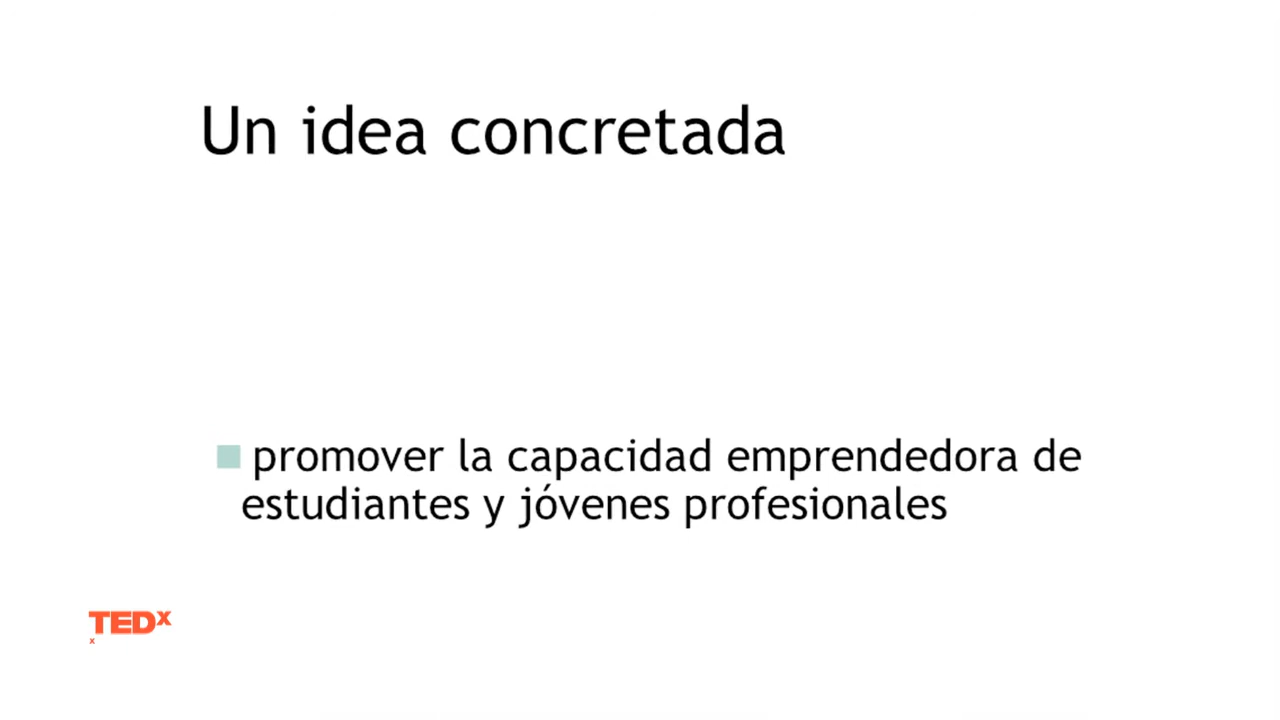 Un idea concretada
promover la capacidad emprendedora de
estudiantes y jóvenes profesionales
TEDx
x